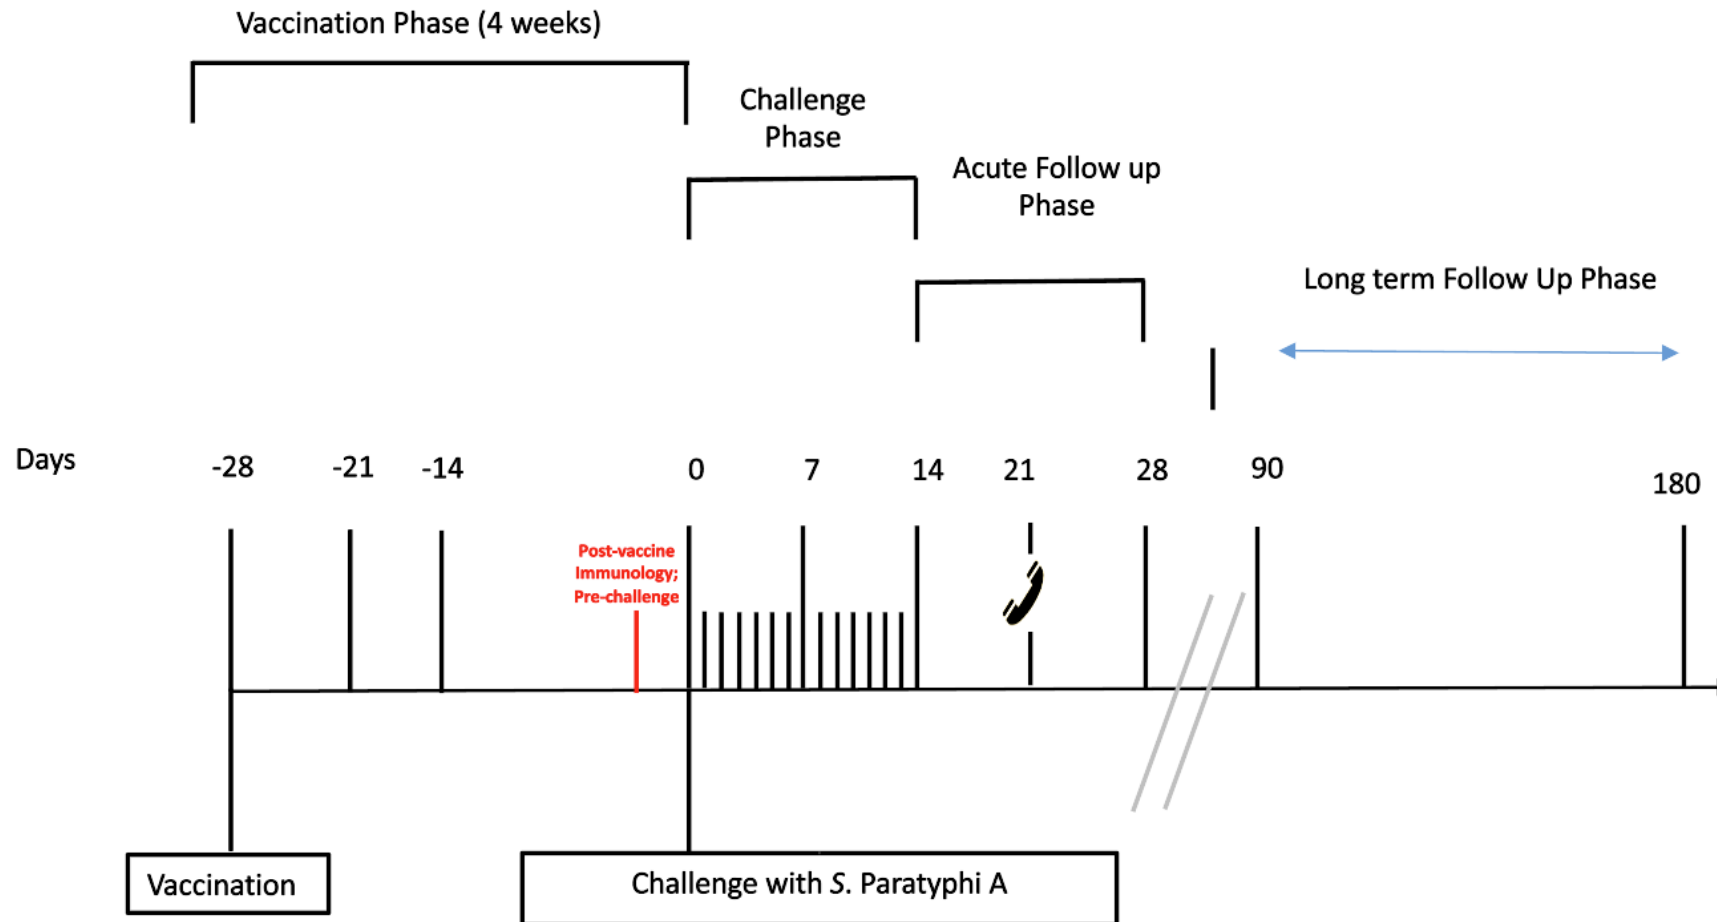 Vaccination Phase (4 weeks)
Challenge
Phase
Acute Follow up
Phase
Long term Follow Up Phase
Days
-28
-21
-14
0
7
14
21
28
90
180
Post-vaccine
Immunology;
Pre-challenge
Vaccination
Challenge with S. Paratyphi A